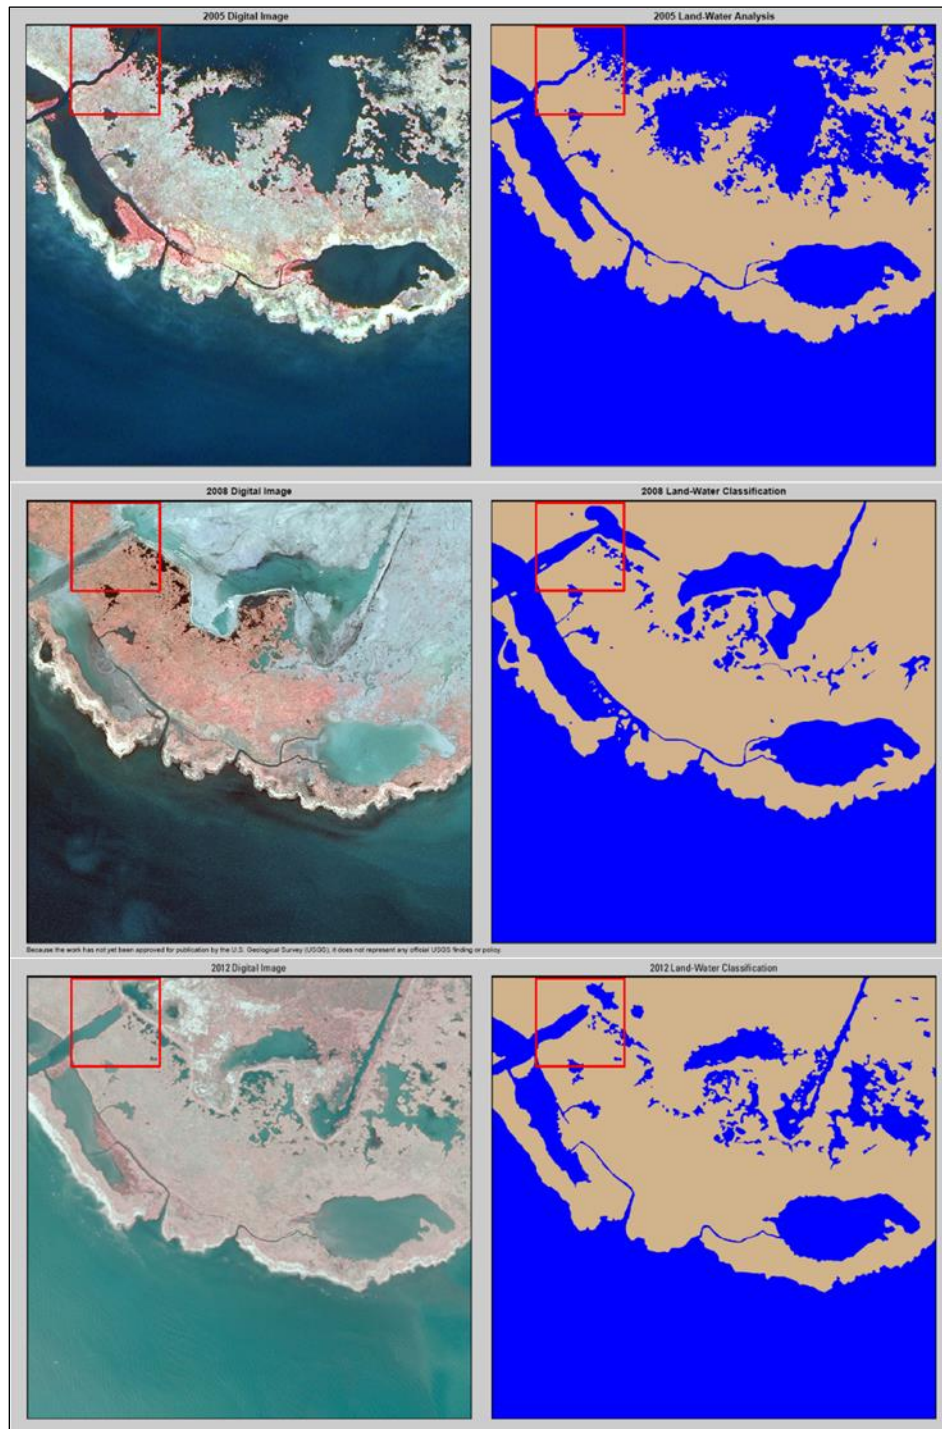 2005 Digital Image
2005 Land-Water Analysis
2008 Digital Image
2008 Land-Water Classification
Because the work has not yet been approved for publication by the U.S. Geological Survey (USGS), it does not represent any official USGS finding or policy
2012 Digital Image
2012 Land-Water Classification